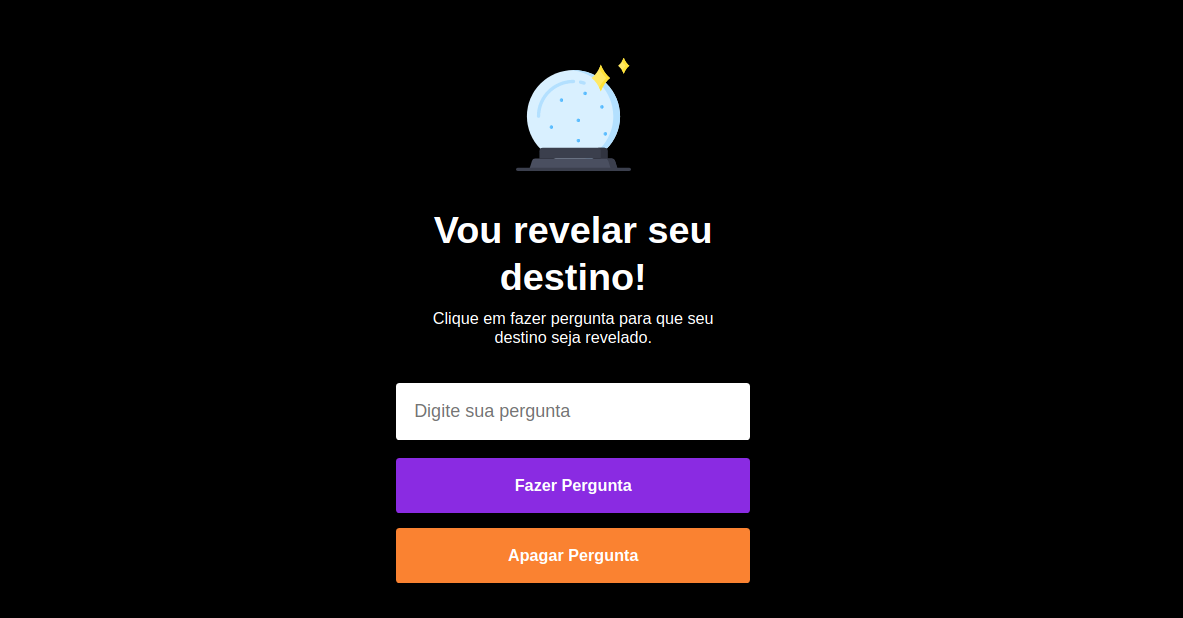 Vou revelar seu
destino!
Clique em fazer pergunta para que seu
destino seja revelado.
Digite sua pergunta
Fazer Pergunta
Apagar Pergunta